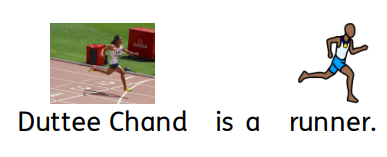 Duttee Chand is a runner.